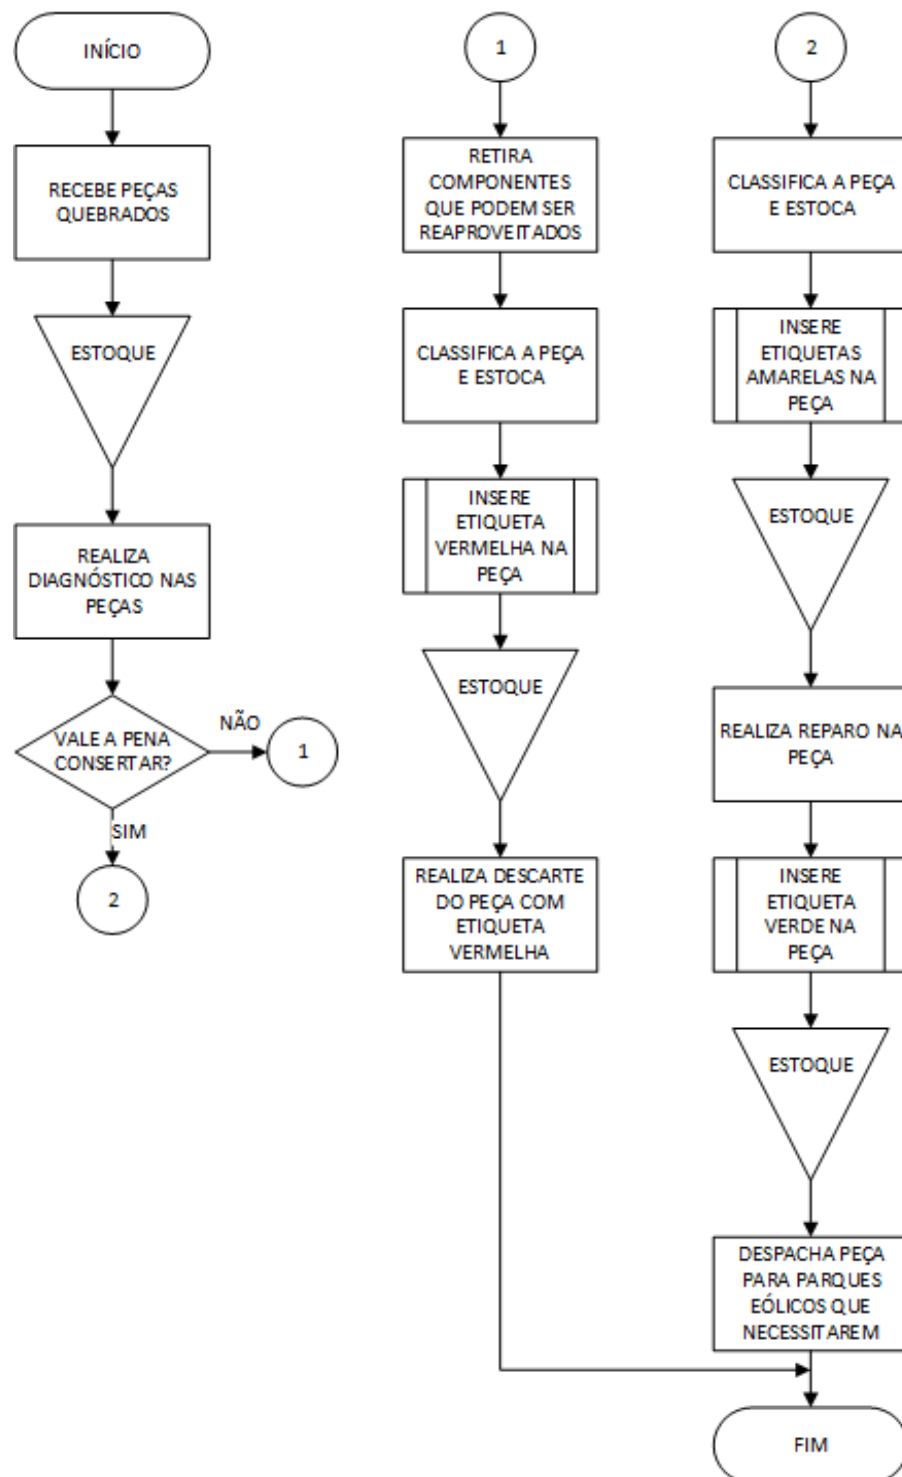 INÍCIO
RECEBE PEÇAS
QUEBRADOS
ESTOQUE
REALIZA
DIAGNÓSTICO NAS
PEÇAS
VALE A PENA
CONSERTAR?
NÃO
1
SIM
2
1
RETIRA
COMPONENTES
QUE PODEM SER
REAPROVEITADOS
CLASSIFICA A PEÇA
E ESTOCA
INSERE
ETIQUETA
VERMELHA NA
PEÇA
ESTOQUE
REALIZA DESCARTE
DO PEÇA COM
ETIQUETA
VERMELHA
2
CLASSIFICA A PEÇA
E ESTOCA
INSERE
ETIQUETAS
AMARELAS NA
PEÇA
ESTOQUE
REALIZA REPARO NA
PEÇA
INSERE
ETIQUETA
VERDE NA
PEÇA
ESTOQUE
DESPACHA PEÇA
PARA PARQUES
EÓLICOS QUE
NECESSITAREM
FIM